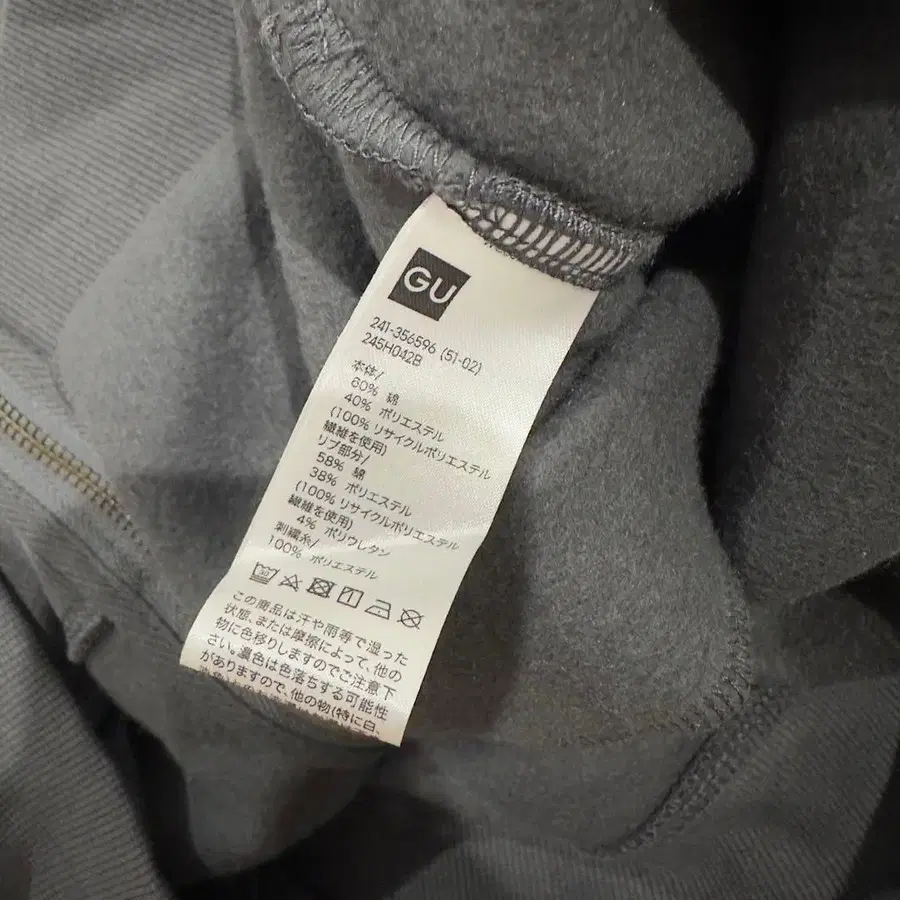 GU
241-356596 (51-02)
245H042B
本体/
60% 綿
40% ポリエステル
(100% リサイクルポリエステル
繊維を使用)
リブ部分/
58% 綿
38% ポリエステル
(100% リサイクルポリエステル
繊維を使用)
4% ポリウレタン
刺繍糸/
100% ポリエステル
この商品は汗や雨等で湿った
状態、または摩擦によって、他の
物に色移りしますのでご注意下
さい。濃色は色落ちする可能性
がありますので、他の物(特に白、